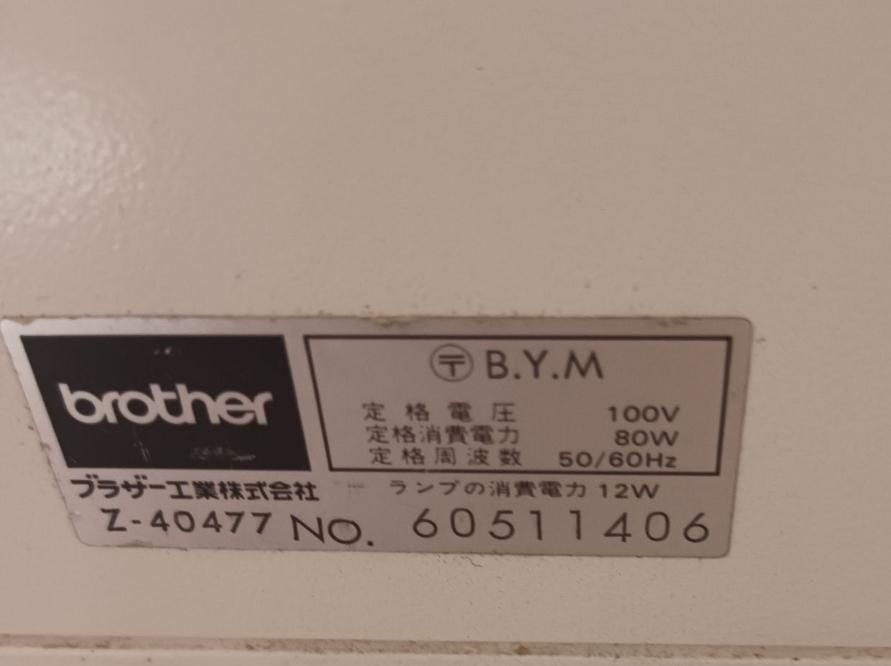 brother
〶 B.Y.M
定格電圧 100V
定格消費電力 80W
定格周波数 50/60Hz
ブラザー工業株式会社
ランプの消費電力 12W
Z-40477 NO. 60511406